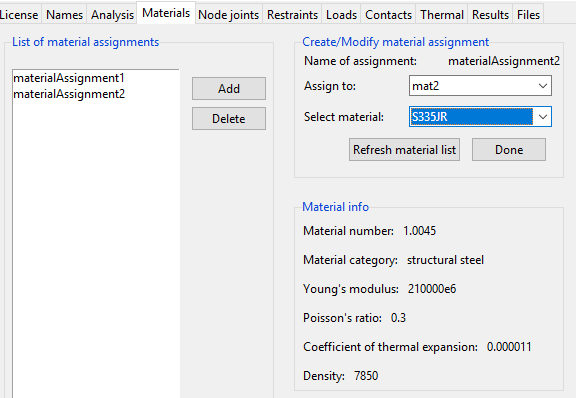 License Names Analysis Materials Node joints Restraints Loads Contacts Thermal Results Files
List of material assignments
materialAssignment1
materialAssignment2
Add
Delete
Create/Modify material assignment
Name of assignment: materialAssignment2
Assign to: mat2
Select material: S335JR
Refresh material list Done
Material info
Material number: 1.0045
Material category: structural steel
Young's modulus: 210000e6
Poisson's ratio: 0.3
Coefficient of thermal expansion: 0.000011
Density: 7850